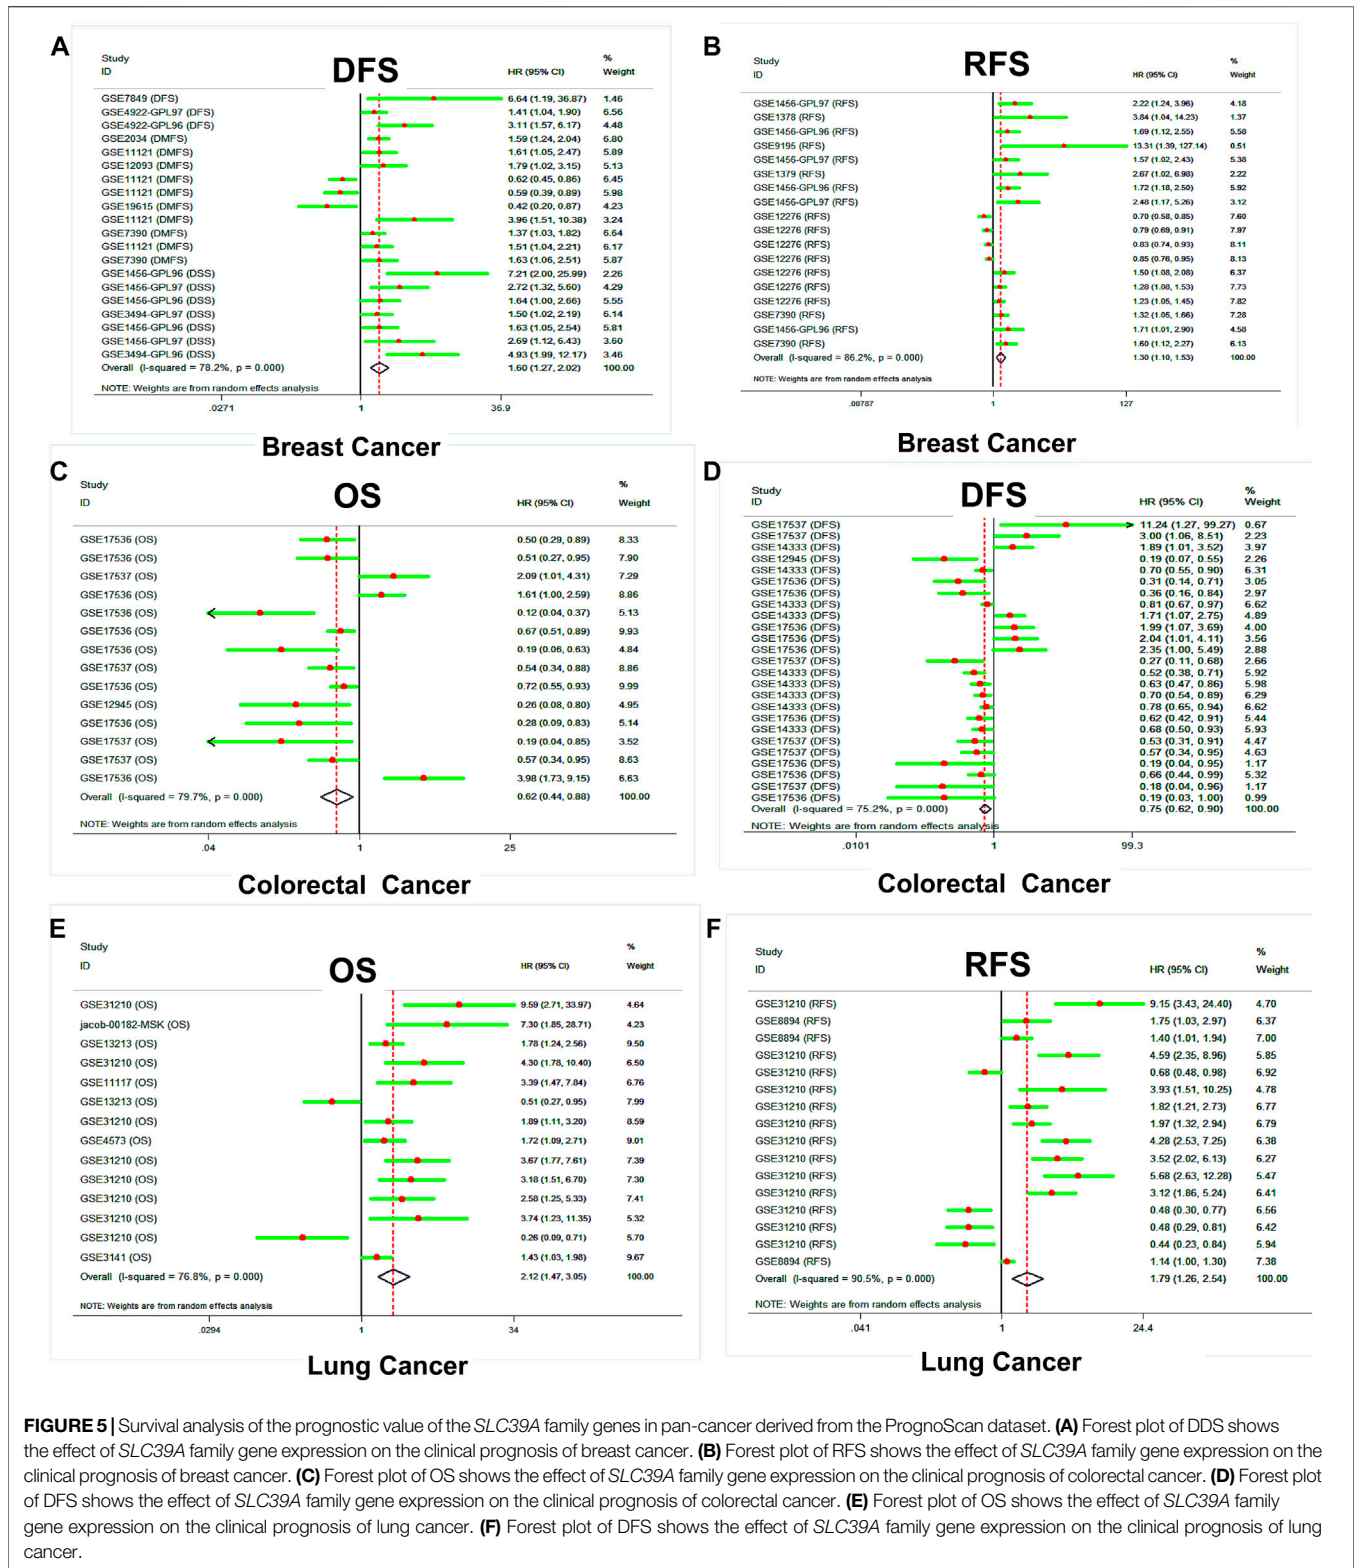 A
DFS
Study
ID
HR (95% CI)
%
Weight
GSE7849 (DFS) 6.64 (1.19, 36.87) 1.46
GSE4922-GPL97 (DFS) 1.41 (1.04, 1.90) 6.56
GSE4922-GPL96 (DFS) 3.11 (1.57, 6.17) 4.48
GSE2034 (DMFS) 1.59 (1.24, 2.04) 6.80
GSE11121 (DMFS) 1.61 (1.05, 2.47) 5.89
GSE12093 (DMFS) 1.79 (1.02, 3.15) 5.13
GSE11121 (DMFS) 0.62 (0.45, 0.86) 6.45
GSE11121 (DMFS) 0.59 (0.39, 0.89) 5.98
GSE19615 (DMFS) 0.42 (0.20, 0.87) 4.23
GSE11121 (DMFS) 3.96 (1.51, 10.38) 3.24
GSE7390 (DMFS) 1.37 (1.03, 1.82) 6.64
GSE11121 (DMFS) 1.51 (1.04, 2.21) 6.17
GSE7390 (DMFS) 1.63 (1.06, 2.51) 5.87
GSE1456-GPL96 (DSS) 7.21 (2.00, 25.99) 2.26
GSE1456-GPL97 (DSS) 2.72 (1.32, 5.60) 4.29
GSE1456-GPL96 (DSS) 1.64 (1.00, 2.66) 5.55
GSE3494-GPL97 (DSS) 1.50 (1.02, 2.19) 6.14
GSE1456-GPL96 (DSS) 1.63 (1.05, 2.54) 5.81
GSE1456-GPL97 (DSS) 2.69 (1.12, 6.43) 3.60
GSE3494-GPL96 (DSS) 4.93 (1.99, 12.17) 3.46
Overall (I-squared = 78.2%, p = 0.000) 1.60 (1.27, 2.02) 100.00
NOTE: Weights are from random effects analysis
.0271 1 36.9
Breast Cancer
B
RFS
Study
ID
HR (95% CI)
%
Weight
GSE1456-GPL97 (RFS) 2.22 (1.24, 3.96) 4.18
GSE1378 (RFS) 3.84 (1.04, 14.23) 1.37
GSE1456-GPL96 (RFS) 1.69 (1.12, 2.55) 5.58
GSE9195 (RFS) 13.31 (1.39, 127.14) 0.51
GSE1456-GPL97 (RFS) 1.57 (1.02, 2.43) 5.38
GSE1379 (RFS) 2.67 (1.02, 6.98) 2.22
GSE1456-GPL96 (RFS) 1.72 (1.18, 2.50) 5.92
GSE1456-GPL97 (RFS) 2.48 (1.17, 5.26) 3.12
GSE12276 (RFS) 0.70 (0.58, 0.85) 7.60
GSE12276 (RFS) 0.79 (0.69, 0.91) 7.97
GSE12276 (RFS) 0.83 (0.74, 0.93) 8.11
GSE12276 (RFS) 0.85 (0.76, 0.95) 8.13
GSE12276 (RFS) 1.50 (1.08, 2.08) 6.37
GSE12276 (RFS) 1.28 (1.08, 1.53) 7.73
GSE12276 (RFS) 1.23 (1.05, 1.45) 7.82
GSE7390 (RFS) 1.32 (1.05, 1.66) 7.28
GSE1456-GPL96 (RFS) 1.71 (1.01, 2.90) 4.58
GSE7390 (RFS) 1.60 (1.12, 2.27) 6.13
Overall (I-squared = 86.2%, p = 0.000) 1.30 (1.10, 1.53) 100.00
NOTE: Weights are from random effects analysis
.00787 1 127
Breast Cancer
C
OS
Study
ID
HR (95% CI)
%
Weight
GSE17536 (OS) 0.50 (0.29, 0.89) 8.33
GSE17536 (OS) 0.51 (0.27, 0.95) 7.90
GSE17537 (OS) 2.09 (1.01, 4.31) 7.29
GSE17536 (OS) 1.61 (1.00, 2.59) 8.86
GSE17536 (OS) 0.12 (0.04, 0.37) 5.13
GSE17536 (OS) 0.67 (0.51, 0.89) 9.93
GSE17536 (OS) 0.19 (0.06, 0.63) 4.84
GSE17537 (OS) 0.54 (0.34, 0.88) 8.86
GSE17536 (OS) 0.72 (0.55, 0.93) 9.99
GSE12945 (OS) 0.26 (0.08, 0.80) 4.95
GSE17536 (OS) 0.28 (0.09, 0.83) 5.14
GSE17537 (OS) 0.19 (0.04, 0.85) 3.52
GSE17537 (OS) 0.57 (0.34, 0.95) 8.63
GSE17536 (OS) 3.98 (1.73, 9.15) 6.63
Overall (I-squared = 79.7%, p = 0.000) 0.62 (0.44, 0.88) 100.00
NOTE: Weights are from random effects analysis
.04 1 25
Colorectal Cancer
D
DFS
Study
ID
HR (95% CI)
%
Weight
GSE17537 (DFS) 11.24 (1.27, 99.27) 0.67
GSE17537 (DFS) 3.00 (1.06, 8.51) 2.23
GSE14333 (DFS) 1.89 (1.01, 3.52) 3.97
GSE12945 (DFS) 0.19 (0.07, 0.55) 2.26
GSE14333 (DFS) 0.70 (0.55, 0.90) 6.31
GSE17536 (DFS) 0.31 (0.14, 0.71) 3.05
GSE17536 (DFS) 0.36 (0.16, 0.84) 2.97
GSE14333 (DFS) 0.81 (0.67, 0.97) 6.62
GSE14333 (DFS) 1.71 (1.07, 2.75) 4.89
GSE17536 (DFS) 1.99 (1.07, 3.69) 4.00
GSE17536 (DFS) 2.04 (1.01, 4.11) 3.56
GSE17536 (DFS) 2.35 (1.00, 5.49) 2.88
GSE17537 (DFS) 0.27 (0.11, 0.68) 2.66
GSE14333 (DFS) 0.52 (0.38, 0.71) 5.92
GSE14333 (DFS) 0.63 (0.47, 0.86) 5.98
GSE14333 (DFS) 0.70 (0.54, 0.89) 6.29
GSE14333 (DFS) 0.78 (0.65, 0.94) 6.62
GSE17536 (DFS) 0.62 (0.42, 0.91) 5.44
GSE14333 (DFS) 0.68 (0.50, 0.93) 5.93
GSE17537 (DFS) 0.53 (0.31, 0.91) 4.47
GSE17537 (DFS) 0.57 (0.34, 0.95) 4.63
GSE17536 (DFS) 0.19 (0.04, 0.95) 1.17
GSE17536 (DFS) 0.66 (0.44, 0.99) 5.32
GSE17537 (DFS) 0.18 (0.04, 0.96) 1.17
GSE17536 (DFS) 0.19 (0.03, 1.00) 0.99
Overall (I-squared = 75.2%, p = 0.000) 0.75 (0.62, 0.90) 100.00
NOTE: Weights are from random effects analysis
.0101 1 99.3
Colorectal Cancer
E
OS
Study
ID
HR (95% CI)
%
Weight
GSE31210 (OS) 9.59 (2.71, 33.97) 4.64
jacob-00182-MSK (OS) 7.30 (1.85, 28.71) 4.23
GSE13213 (OS) 1.78 (1.24, 2.56) 9.50
GSE31210 (OS) 4.30 (1.78, 10.40) 6.50
GSE11117 (OS) 3.39 (1.47, 7.84) 6.76
GSE13213 (OS) 0.51 (0.27, 0.95) 7.99
GSE31210 (OS) 1.89 (1.11, 3.20) 8.59
GSE4573 (OS) 1.72 (1.09, 2.71) 9.01
GSE31210 (OS) 3.67 (1.77, 7.61) 7.39
GSE31210 (OS) 3.18 (1.51, 6.70) 7.30
GSE31210 (OS) 2.58 (1.25, 5.33) 7.41
GSE31210 (OS) 3.74 (1.23, 11.35) 5.32
GSE31210 (OS) 0.26 (0.09, 0.71) 5.70
GSE3141 (OS) 1.43 (1.03, 1.98) 9.67
Overall (I-squared = 76.8%, p = 0.000) 2.12 (1.47, 3.05) 100.00
NOTE: Weights are from random effects analysis
.0294 1 34
Lung Cancer
F
RFS
Study
ID
HR (95% CI)
%
Weight
GSE31210 (RFS) 9.15 (3.43, 24.40) 4.70
GSE8894 (RFS) 1.75 (1.03, 2.97) 6.37
GSE8894 (RFS) 1.40 (1.01, 1.94) 7.00
GSE31210 (RFS) 4.59 (2.35, 8.96) 5.85
GSE31210 (RFS) 0.68 (0.48, 0.98) 6.92
GSE31210 (RFS) 3.93 (1.51, 10.25) 4.78
GSE31210 (RFS) 1.82 (1.21, 2.73) 6.77
GSE31210 (RFS) 1.97 (1.32, 2.94) 6.79
GSE31210 (RFS) 4.28 (2.53, 7.25) 6.38
GSE31210 (RFS) 3.52 (2.02, 6.13) 6.27
GSE31210 (RFS) 5.68 (2.63, 12.28) 5.47
GSE31210 (RFS) 3.12 (1.86, 5.24) 6.41
GSE31210 (RFS) 0.48 (0.30, 0.77) 6.56
GSE31210 (RFS) 0.48 (0.29, 0.81) 6.42
GSE31210 (RFS) 0.44 (0.23, 0.84) 5.94
GSE8894 (RFS) 1.14 (1.00, 1.30) 7.38
Overall (I-squared = 90.5%, p = 0.000) 1.79 (1.26, 2.54) 100.00
NOTE: Weights are from random effects analysis
.041 1 24.4
Lung Cancer
FIGURE 5 | Survival analysis of the prognostic value of the SLC39A family genes in pan-cancer derived from the PrognoScan dataset. (A) Forest plot of DDS shows
the effect of SLC39A family gene expression on the clinical prognosis of breast cancer. (B) Forest plot of RFS shows the effect of SLC39A family gene expression on the
clinical prognosis of breast cancer. (C) Forest plot of OS shows the effect of SLC39A family gene expression on the clinical prognosis of colorectal cancer. (D) Forest plot
of DFS shows the effect of SLC39A family gene expression on the clinical prognosis of colorectal cancer. (E) Forest plot of OS shows the effect of SLC39A family
gene expression on the clinical prognosis of lung cancer. (F) Forest plot of DFS shows the effect of SLC39A family gene expression on the clinical prognosis of lung
cancer.